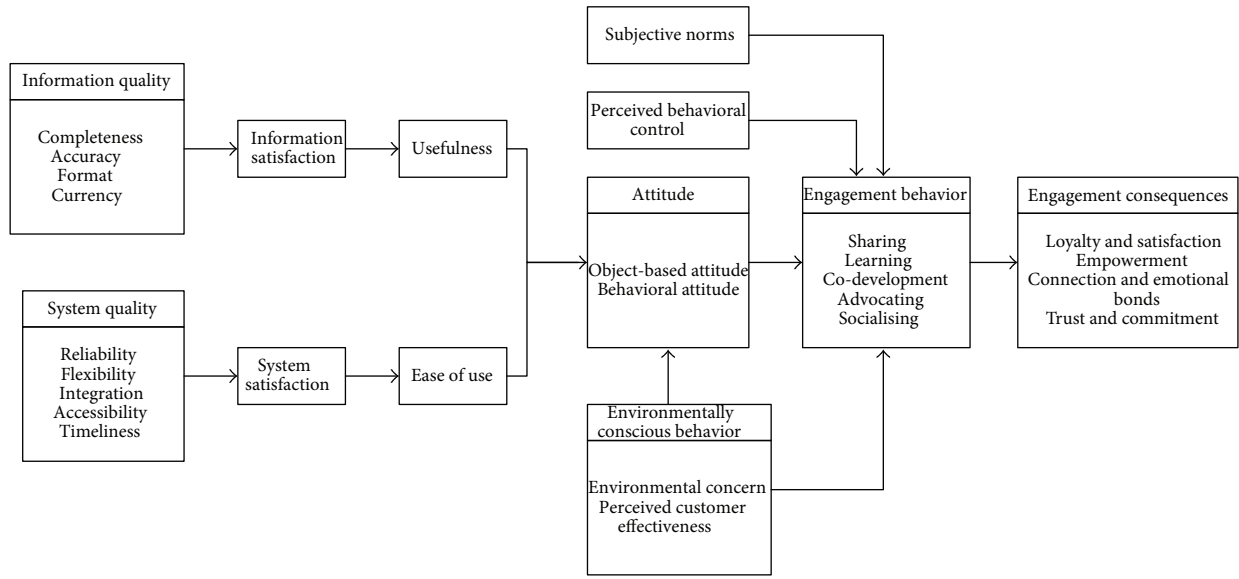 Subjective norms
Information quality
Completeness
Accuracy
Format
Currency
Information
satisfaction
Usefulness
Perceived behavioral
control
Attitude
Object-based attitude
Behavioral attitude
Engagement behavior
Sharing
Learning
Co-development
Advocating
Socialising
Engagement consequences
Loyalty and satisfaction
Empowerment
Connection and emotional
bonds
Trust and commitment
System quality
Reliability
Flexibility
Integration
Accessibility
Timeliness
System
satisfaction
Ease of use
Environmentally
conscious behavior
Environmental concern
Perceived customer
effectiveness